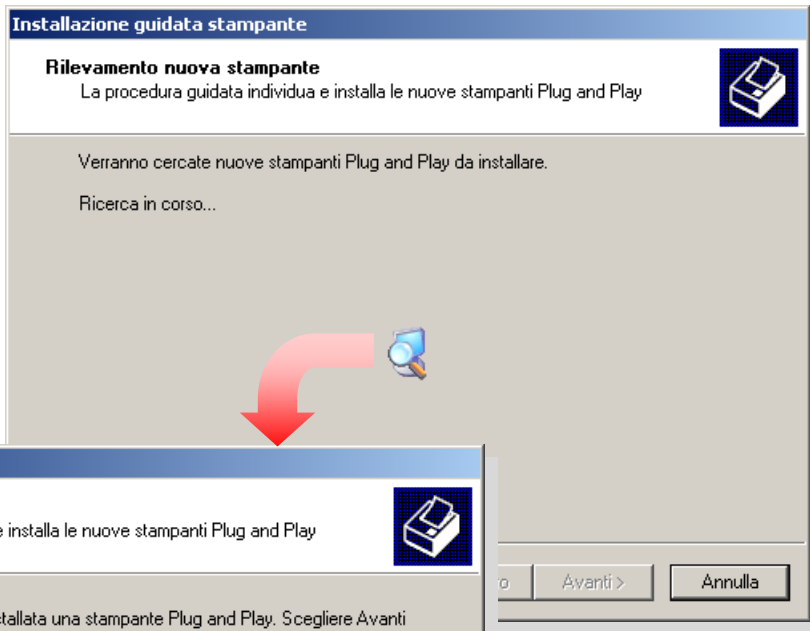 Installazione guidata stampante
Rilevamento nuova stampante
La procedura guidata individua e installa le nuove stampanti Plug and Play
Verranno cercate nuove stampanti Plug and Play da installare.
Ricerca in corso...
Avanti >
Annulla
e installa le nuove stampanti Plug and Play
una stampante Plug and Play. Scegliere Avanti